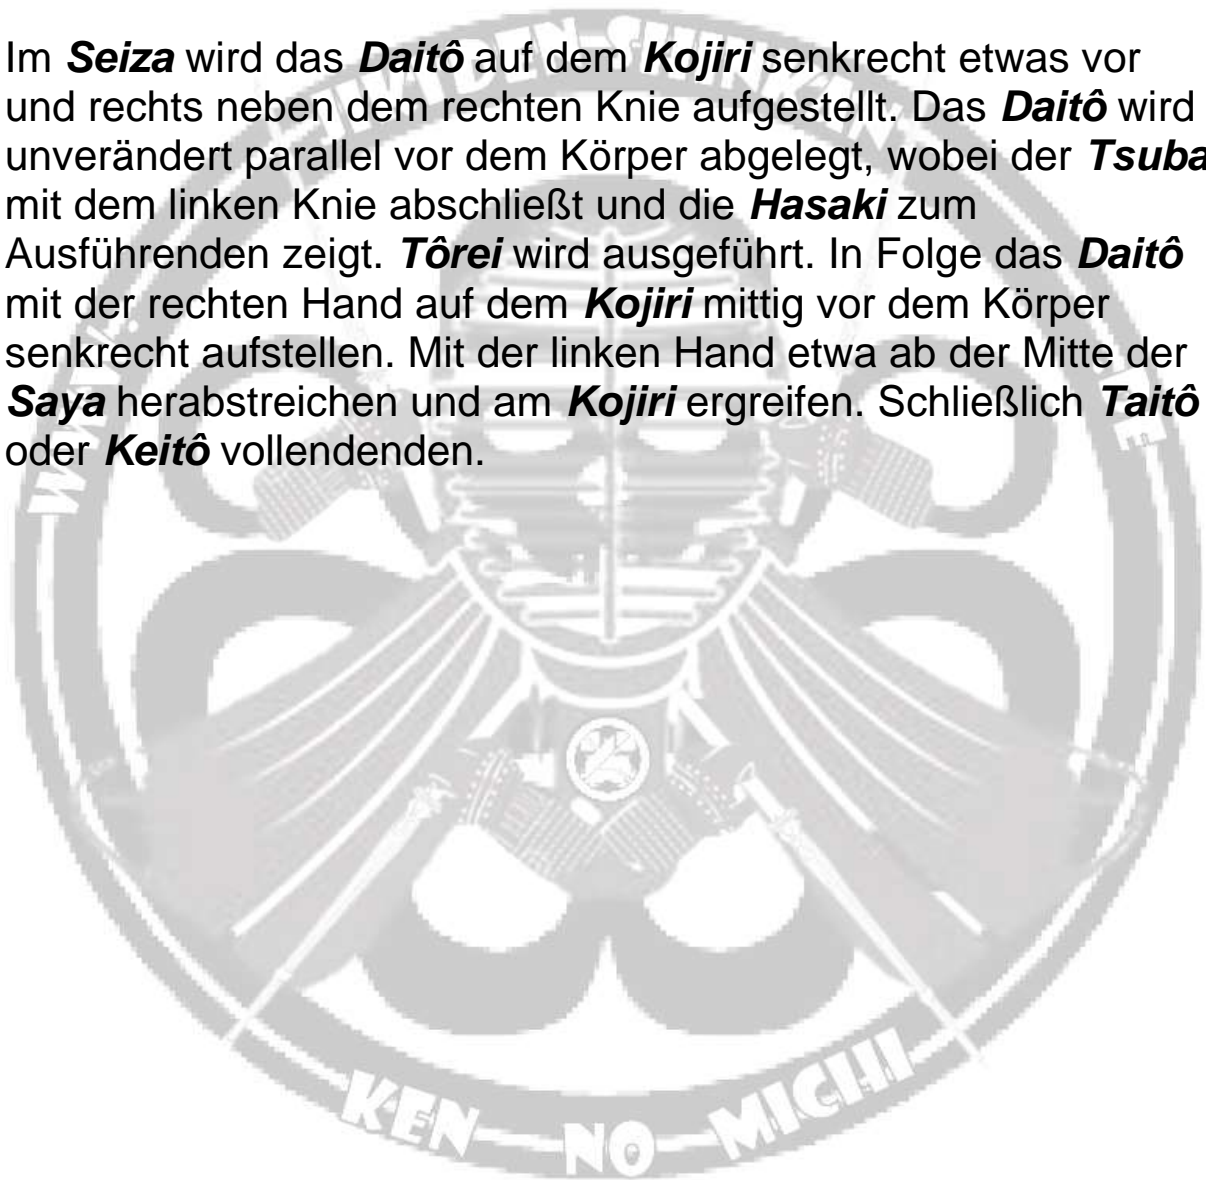 Im Seiza wird das Daitô auf dem Kojiri senkrecht etwas vor
und rechts neben dem rechten Knie aufgestellt. Das Daitô wird
unverändert parallel vor dem Körper abgelegt, wobei der Tsuba
mit dem linken Knie abschließt und die Hasaki zum
Ausführenden zeigt. Tôrei wird ausgeführt. In Folge das Daitô
mit der rechten Hand auf dem Kojiri mittig vor dem Körper
senkrecht aufstellen. Mit der linken Hand etwa ab der Mitte der
Saya herabstreichen und am Kojiri ergreifen. Schließlich Taitô
oder Keitô vollendenden.
KEN NO MICHI